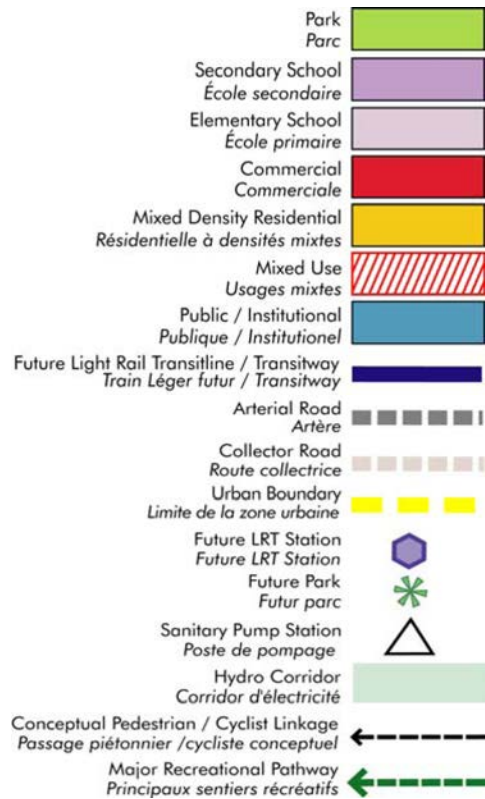 Park
Parc
Secondary School
École secondaire
Elementary School
École primaire
Commercial
Commerciale
Mixed Density Residential
Résidentielle à densités mixtes
Mixed Use
Usages mixtes
Public / Institutional
Publique / Institutionel
Future Light Rail Transitline / Transitway
Train Léger futur / Transitway
Arterial Road
Artère
Collector Road
Route collectrice
Urban Boundary
Limite de la zone urbaine
Future LRT Station
Future LRT Station
Future Park
Futur parc
Sanitary Pump Station
Poste de pompage
Hydro Corridor
Corridor d'électricité
Conceptual Pedestrian / Cyclist Linkage
Passage piétonnier /cycliste conceptuel
Major Recreational Pathway
Principaux sentiers récréatifs